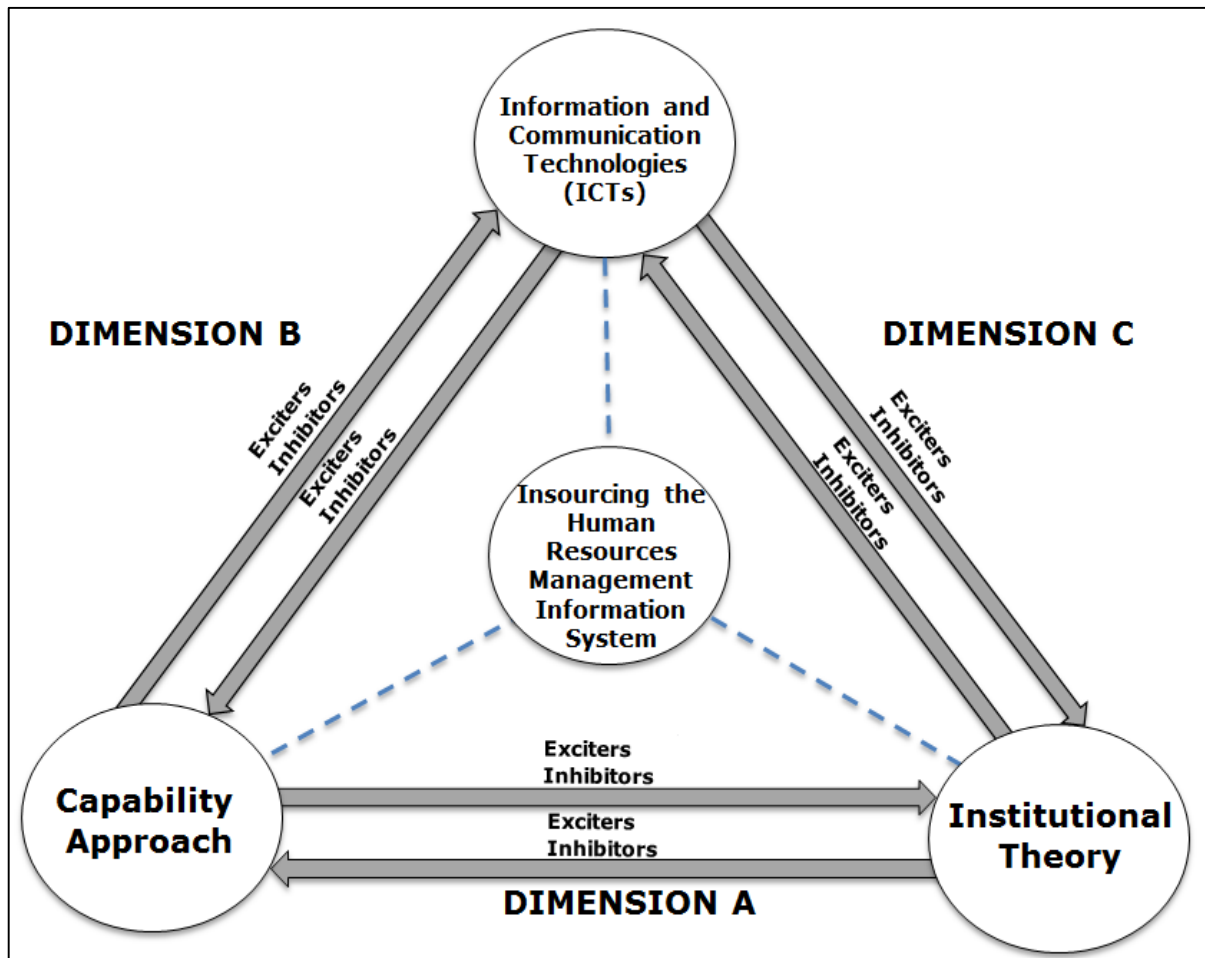 Information and
Communication
Technologies
(ICTs)
DIMENSION B
DIMENSION C
Exciters
Inhibitors
Exciters
Inhibitors
Exciters
Inhibitors
Exciters
Inhibitors
Insourcing the
Human
Resources
Management
Information
System
Capability
Approach
Exciters
Inhibitors
Exciters
Inhibitors
Institutional
Theory
DIMENSION A